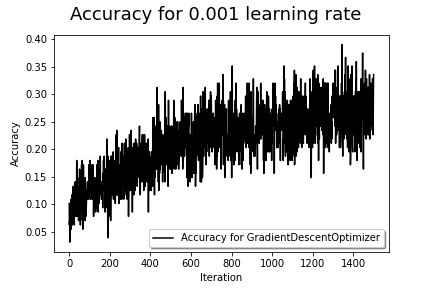 Accuracy for 0.001 learning rate
0.40
0.35
0.30
0.25
0.20
0.15
0.10
0.05
Accuracy
Accuracy for GradientDescentOptimizer
0 200 400 600 800 1000 1200 1400
Iteration